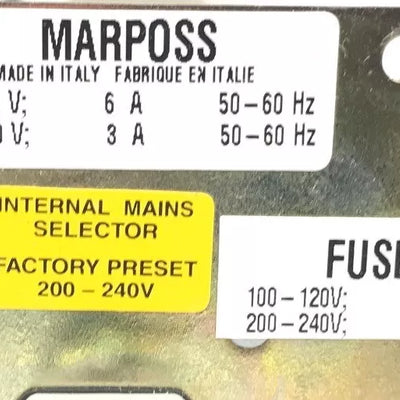 MARPOSS
MADE IN ITALY FABRIQUE EN ITALIE
V; 6 A 50-60 Hz
V; 3 A 50-60 Hz
INTERNAL MAINS
SELECTOR
FACTORY PRESET
200-240V
FUS
100-120V;
200-240V;